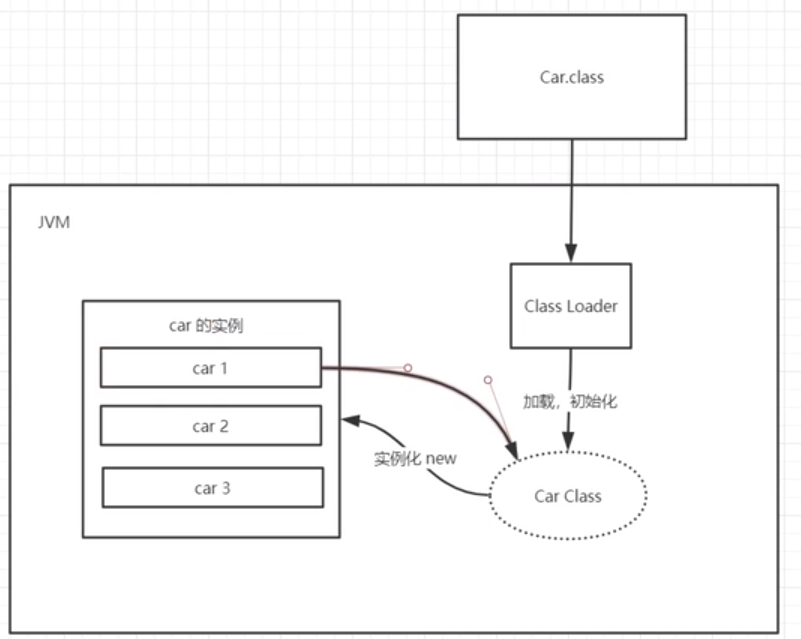 Car.class
JVM
Class Loader
car 的实例
car 1
加载，初始化
car 2
实例化 new
car 3
Car Class